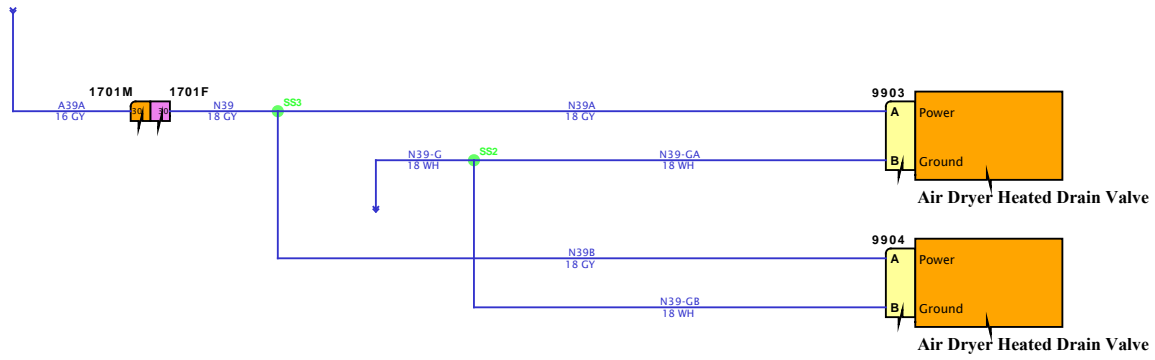 1701M 1701F
A39A
16 GY
30 30
N39
18 GY
SS3
N39A
18 GY
9903
A Power
N39-G
18 WH
SS2
N39-GA
18 WH
B Ground
Air Dryer Heated Drain Valve
9904
N39B
18 GY
A Power
N39-GB
18 WH
B Ground
Air Dryer Heated Drain Valve